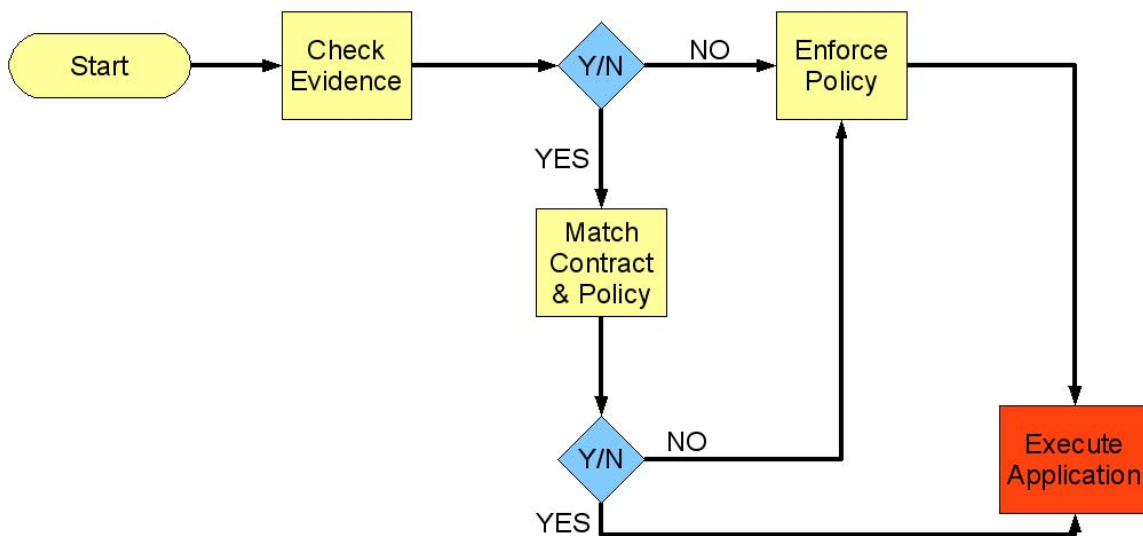 Start
Check
Evidence
Y/N
NO
Enforce
Policy
YES
Match
Contract
& Policy
Y/N
NO
YES
Execute
Application